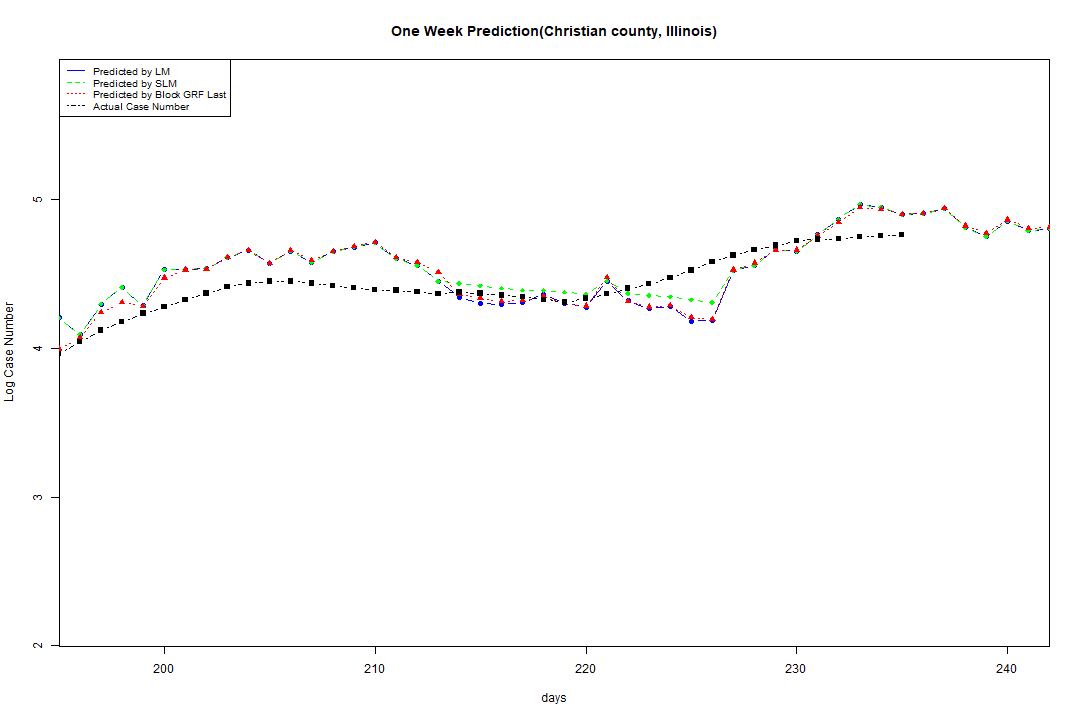 One Week Prediction(Christian county, Illinois)
Predicted by LM
Predicted by SLM
Predicted by Block GRF Last
Actual Case Number
5
4
3
2
Log Case Number
200 210 220 230 240
days